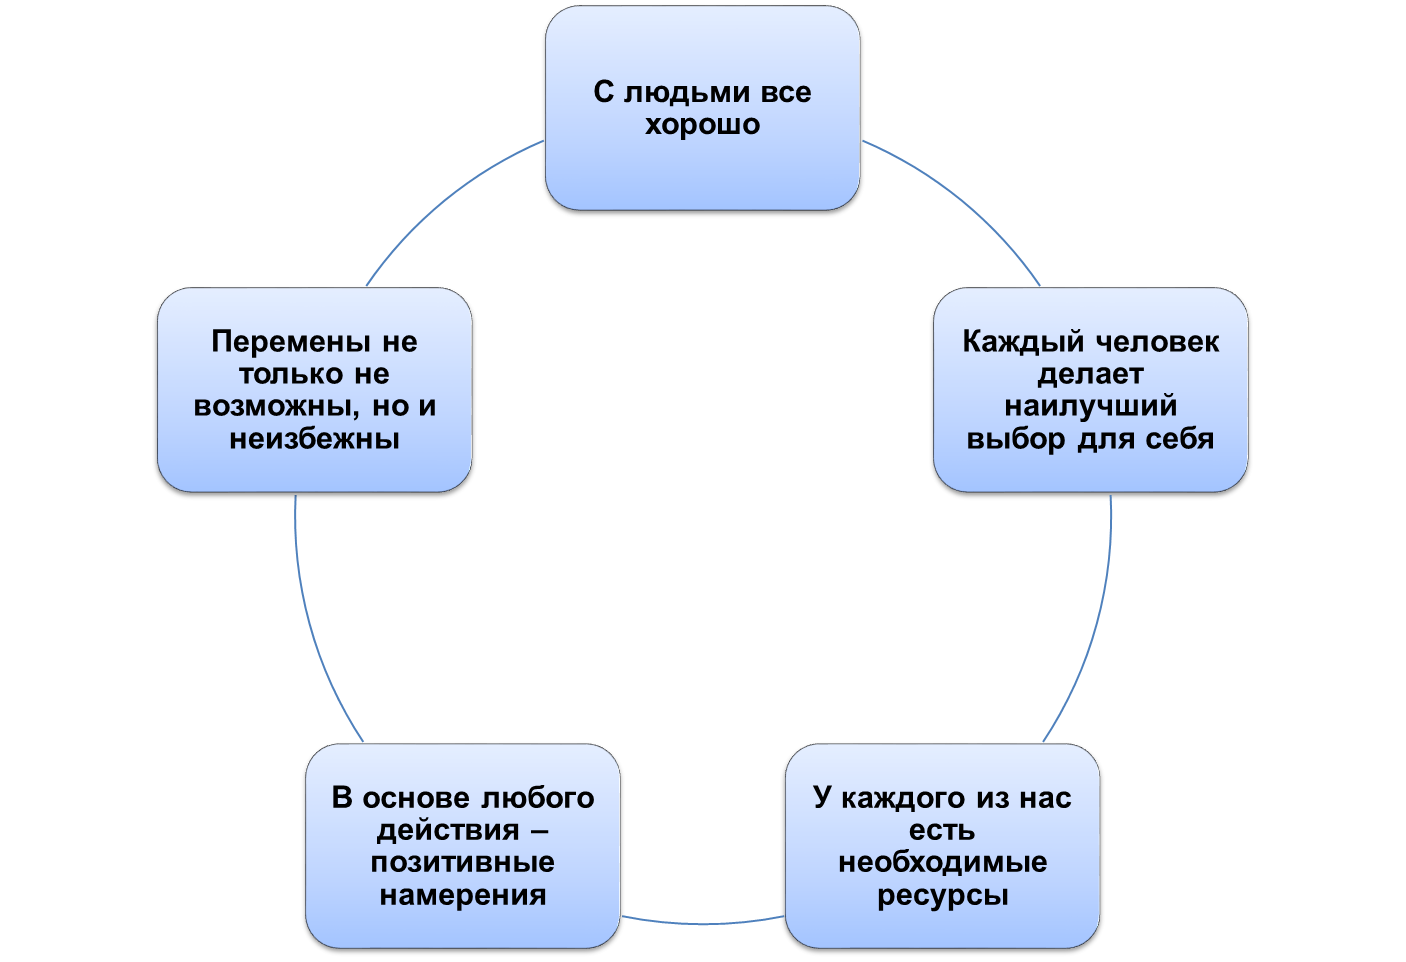 С людьми все
хорошо
Каждый человек
делает
наилучший
выбор для себя
У каждого из нас
есть
необходимые
ресурсы
В основе любого
действия –
позитивные
намерения
Перемены не
только не
возможны, но и
неизбежны